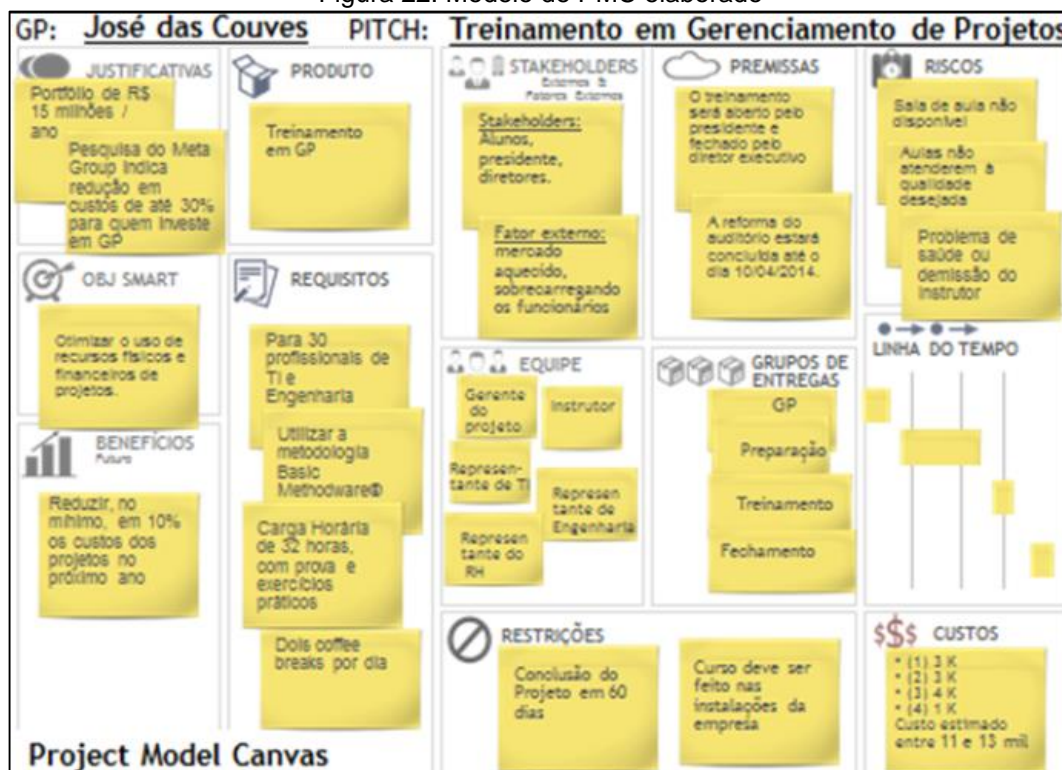 Figura 22: Modelo de PMC elaborado
GP: José das Couves PITCH: Treinamento em Gerenciamento de Projetos
JUSTIFICATIVAS
Portfólio de R$
15 milhões /
ano
Pesquisa do Meta
Group indica
redução em
custos de até 30%
para quem investe
em GP
OBJ SMART
Otimizar o uso de
recursos físicos e
financeiros de
projetos.
BENEFÍCIOS
Futuro
Reduzir, no
mínimo, em 10%
os custos dos
projetos no
próximo ano
PRODUTO
Treinamento
em GP
REQUISITOS
Para 30
profissionais de
TI e
Engenharia
Utilizar a
metodologia
Basic
Methodware®
Carga Horária
de 32 horas,
com prova e
exercícios
práticos
Dois coffee
breaks por dia
STAKEHOLDERS
Externos &
Fatores Externos
Stakeholders:
Alunos,
presidente,
diretores.
Fator externo:
mercado
aquecido,
sobrecarregando
os funcionários
EQUIPE
Gerente
do
projeto
Instrutor
Represen-
tante de TI
Represen
tante de
Engenharia
Represen
tante do
RH
PREMISSAS
O treinamento
será aberto pelo
presidente e
fechado pelo
diretor executivo
A reforma do
auditório estará
concluída até o
dia 10/04/2014.
GRUPOS DE
ENTREGAS
GP
Preparação
Treinamento
Fechamento
RISCOS
Sala de aula não
disponível
Aulas não
atenderem à
qualidade
desejada
Problema de
saúde ou
demissão do
instrutor
LINHA DO TEMPO
RESTRIÇÕES
Conclusão do
Projeto em 60
dias
Curso deve ser
feito nas
instalações da
empresa
$$$ CUSTOS
* (1) 3 K
* (2) 3 K
* (3) 4 K
* (4) 1 K
Custo estimado
entre 11 e 13 mil
Project Model Canvas